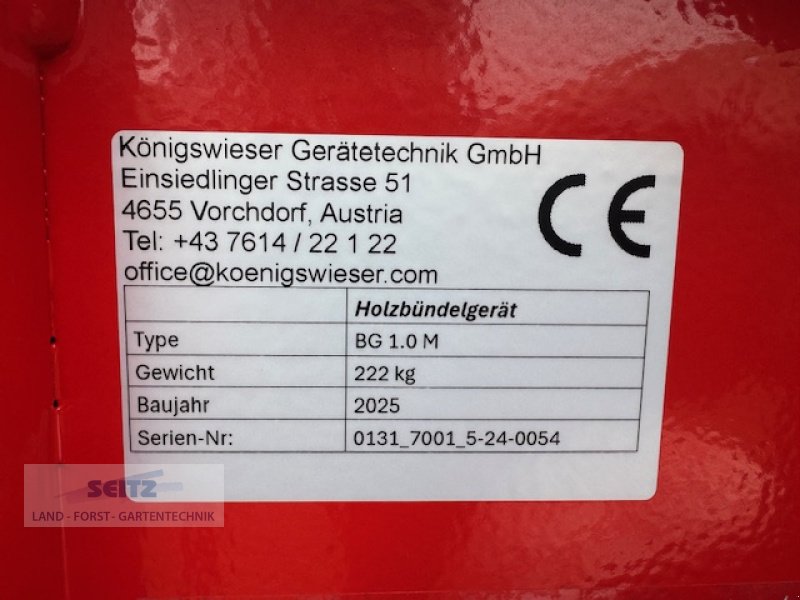 Königswieser Gerätetechnik GmbH
Einsiedlinger Strasse 51
4655 Vorchdorf, Austria
Tel: +43 7614 / 22 1 22
office@koenigswieser.com
CE
Holzbündelgerät
Type BG 1.0 M
Gewicht 222 kg
Baujahr 2025
Serien-Nr: 0131_7001_5-24-0054
SEITZ
LAND - FORST - GARTENTECHNIK